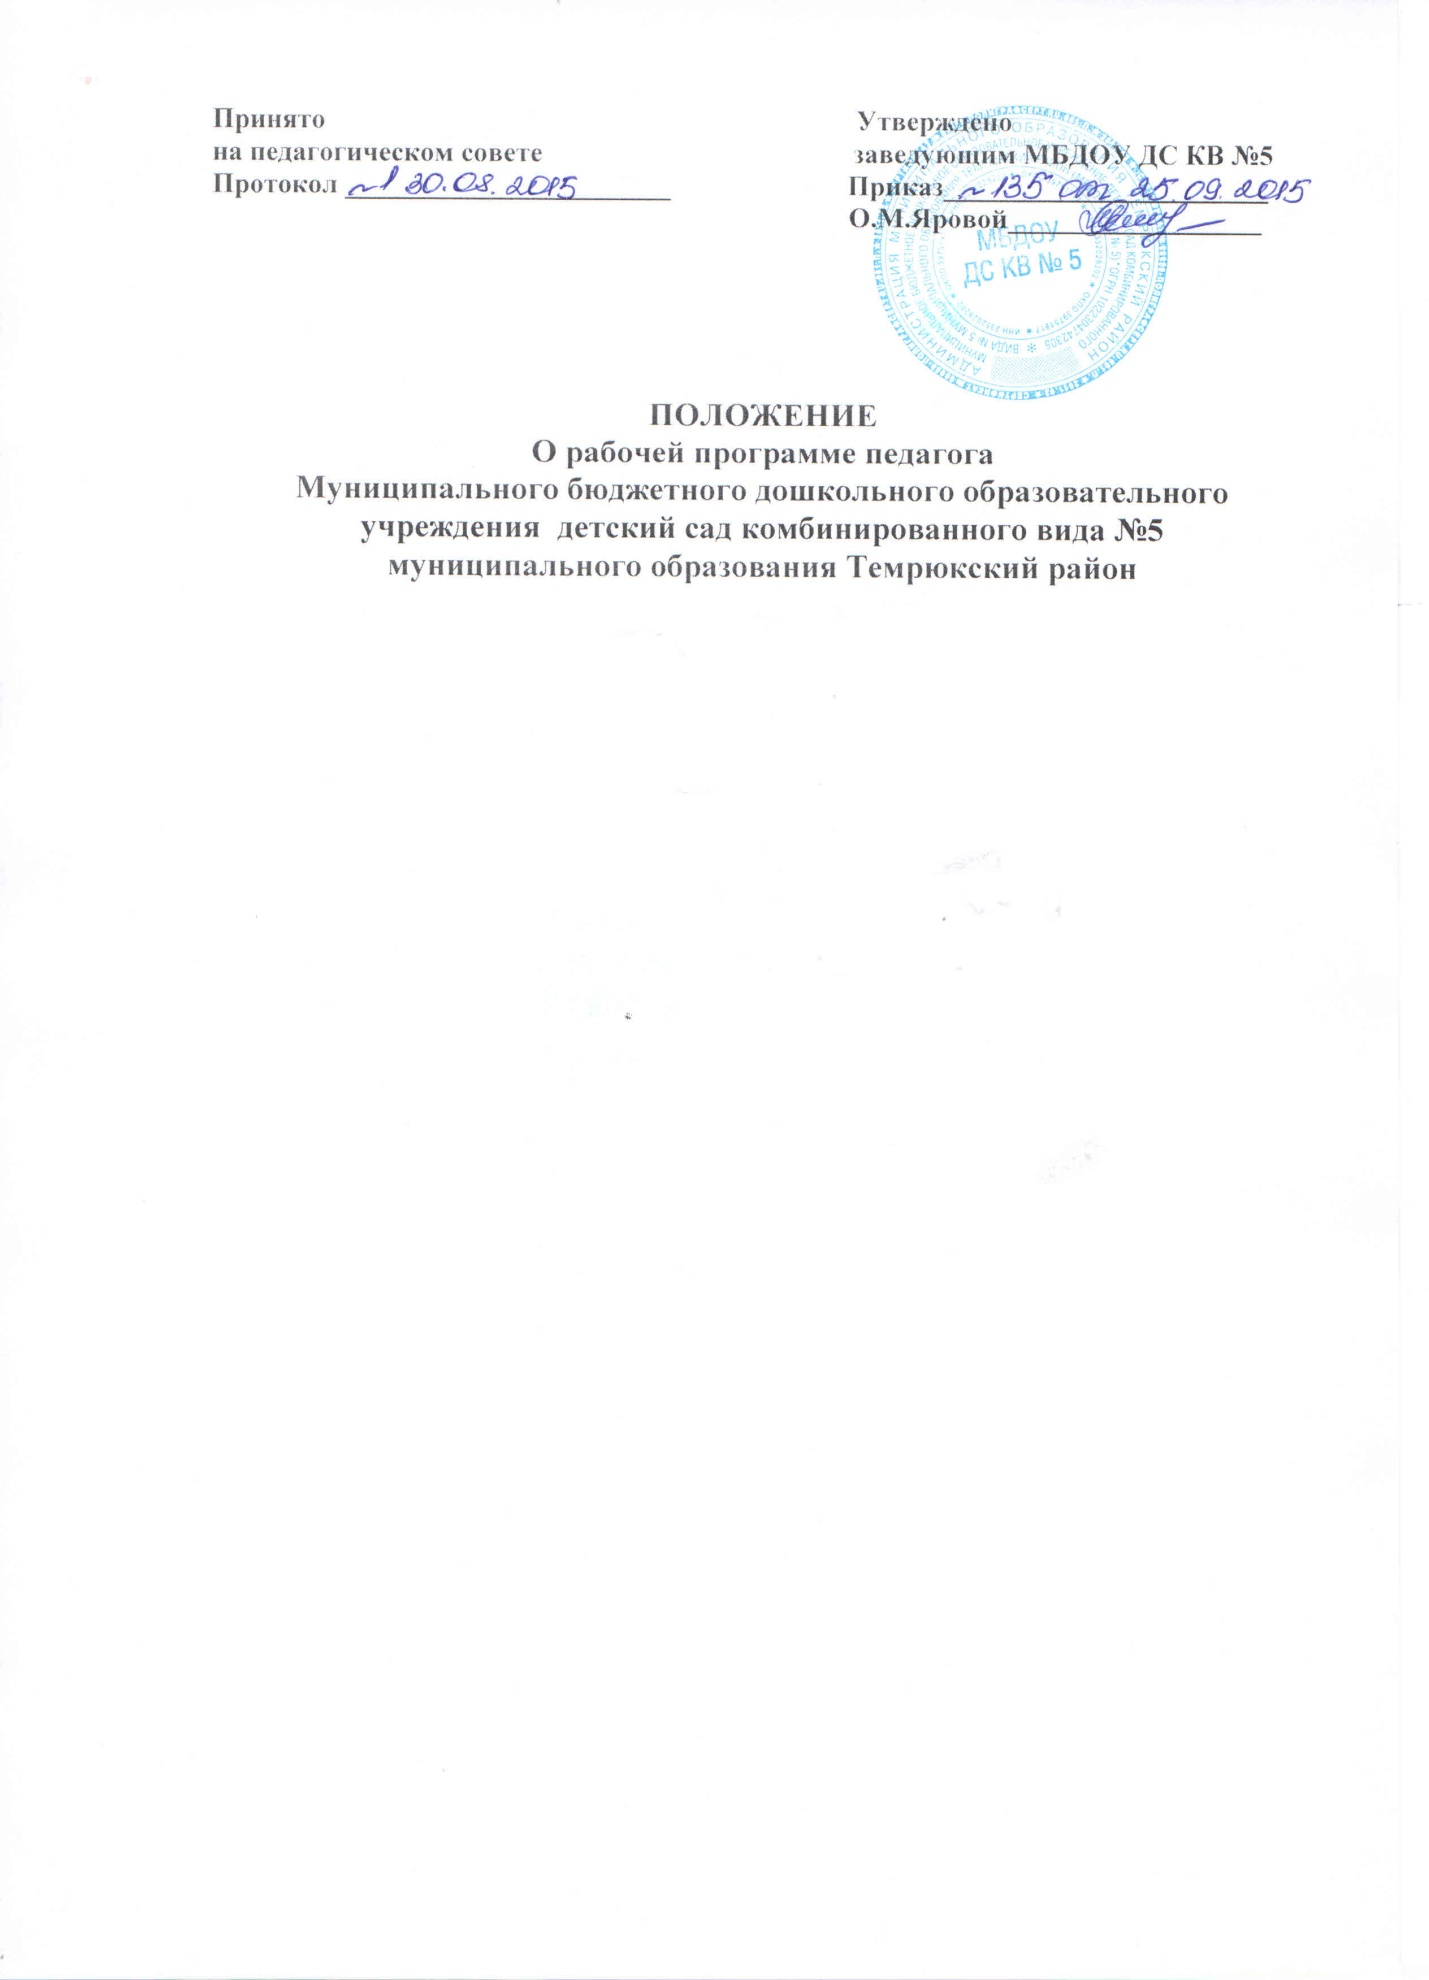 Принято
на педагогическом совете
Протокол №1 30.08.2015
Утверждено
заведующим МБДОУ ДС КВ №5
Приказ №135 от 25.09.2015
О.М.Яровой
МБДОУ
ДС КВ № 5
ПОЛОЖЕНИЕ
О рабочей программе педагога
Муниципального бюджетного дошкольного образовательного
учреждения детский сад комбинированного вида №5
муниципального образования Темрюкский район